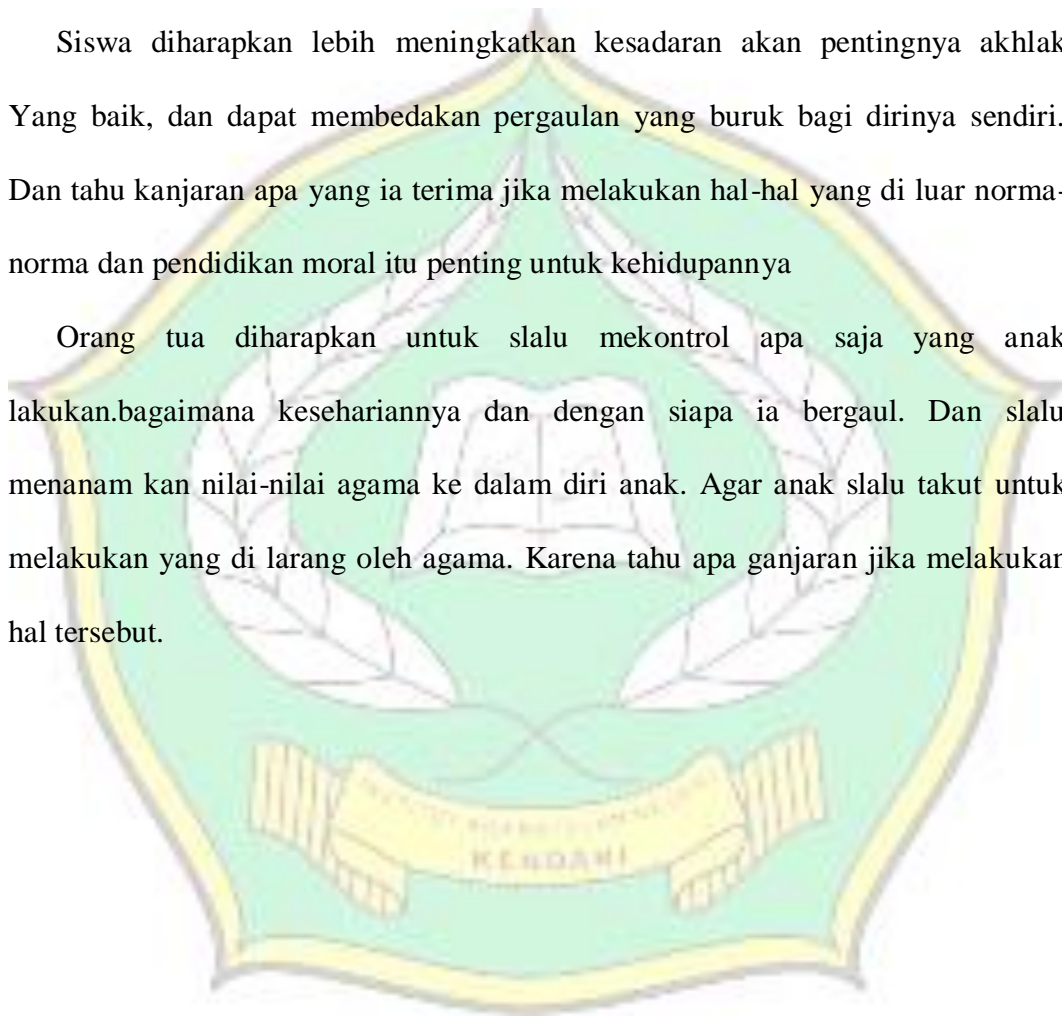 Siswa diharapkan lebih meningkatkan kesadaran akan pentingnya akhlak
Yang baik, dan dapat membedakan pergaulan yang buruk bagi dirinya sendiri.
Dan tahu kanjaran apa yang ia terima jika melakukan hal-hal yang di luar norma-
norma dan pendidikan moral itu penting untuk kehidupannya
Orang tua diharapkan untuk slalu mekontrol apa saja yang anak
lakukan.bagaimana kesehariannya dan dengan siapa ia bergaul. Dan slalu
menanam kan nilai-nilai agama ke dalam diri anak. Agar anak slalu takut untuk
melakukan yang di larang oleh agama. Karena tahu apa ganjaran jika melakukan
hal tersebut.
KENDARI